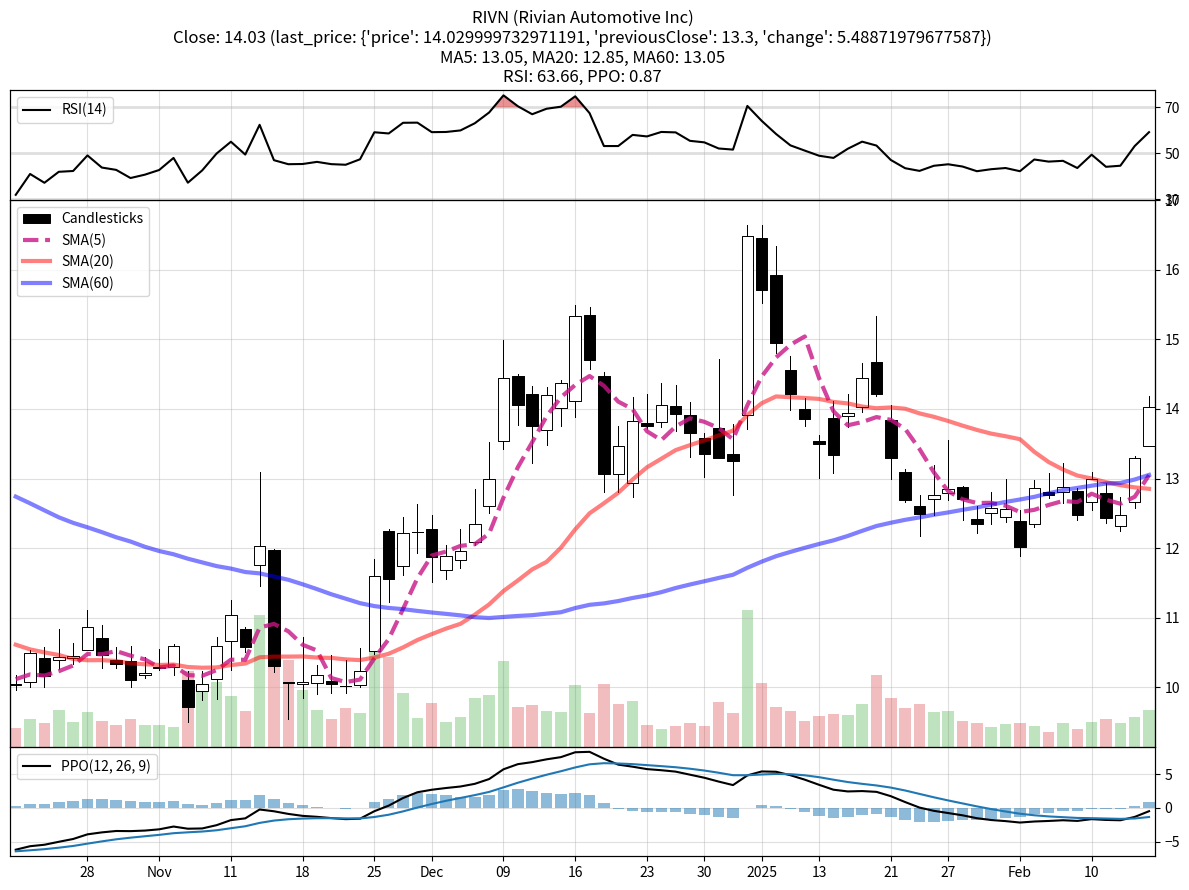 RIVN (Rivian Automotive Inc)
Close: 14.03 (last_price: {'price': 14.029999732971191, 'previousClose': 13.3, 'change': 5.48871979677587})
MA5: 13.05, MA20: 12.85, MA60: 13.05
RSI: 63.66, PPO: 0.87
RSI(14)
70
50
30
17
Candlesticks
SMA(5)
SMA(20)
SMA(60)
16
15
14
13
12
11
10
PPO(12, 26, 9)
5
0
−5
28 Nov 11 18 25 Dec 09 16 23 30 2025 13 21 27 Feb 10